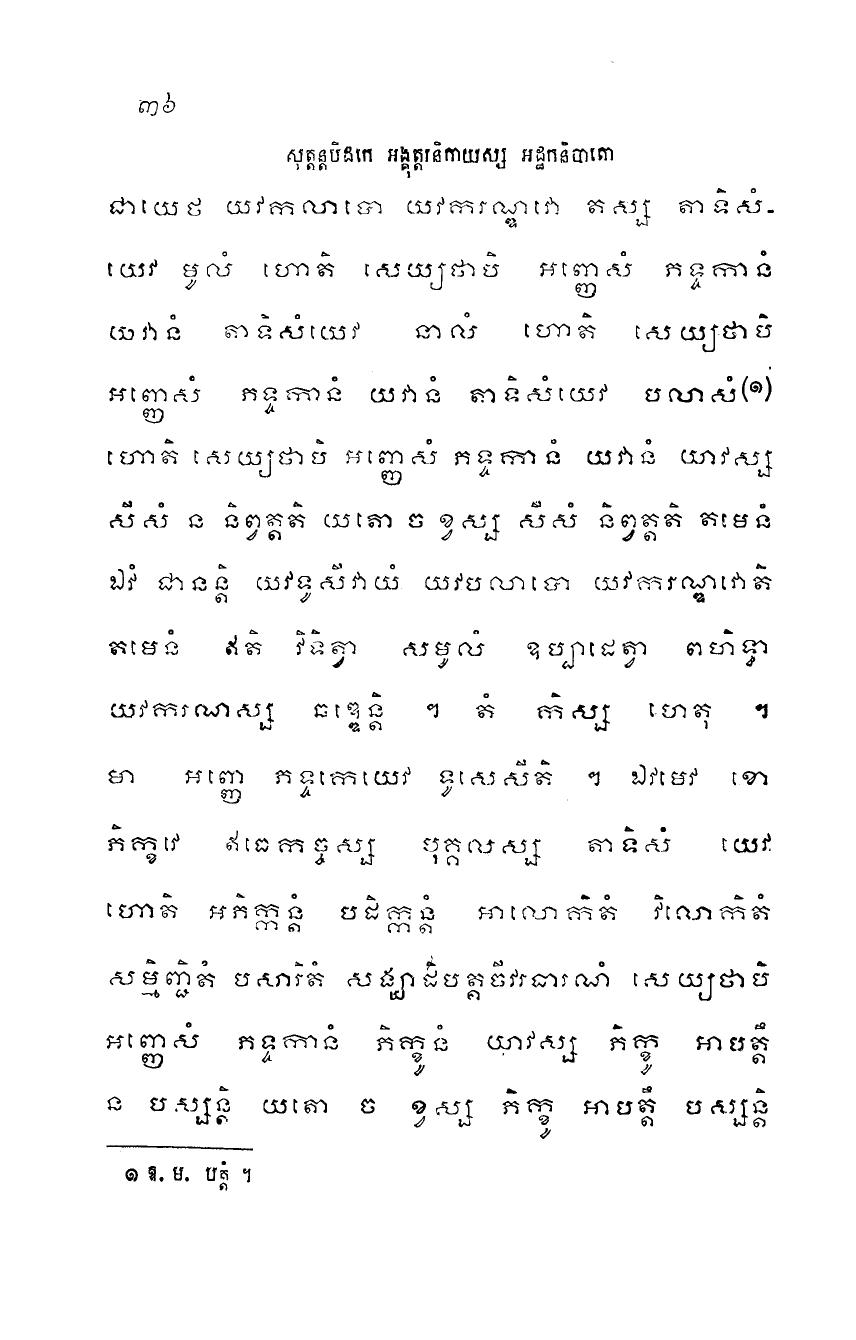 ៣៦
សុត្តន្តបិដកេ អង្គុត្តរនិកាយស្ស អដ្ឋកនិបាតោ
ជាយេថ យវកលាបោ យវករណ្ឌវោ តស្ស តាទិសំ-
យេវ មូលំ ហោតិ សេយ្យថាបិ អញ្ញេសំ ភទ្ទកានំ
យវានំ តាទិសំយេវ នាលំ ហោតិ សេយ្យថាបិ
អញ្ញេសំ ភទ្ទកានំ យវានំ តាទិសំយេវ បលាសំ(១)
ហោតិ សេយ្យថាបិ អញ្ញេសំ ភទ្ទកានំ យវានំ យាវស្ស
សីសំ ន និព្វត្តតិ យតោ ច ខ្វស្ស សីសំ និព្វត្តតិ តមេនំ
ឯវំ ជានន្តិ យវទូសីវាយំ យវបលាបោ យវករណ្ឌវោតិ
តមេនំ ឥតិ វិទិត្វា សមូលំ ឧប្បាដេត្វា ពហិទ្ធា
យវករណស្ស ឆឌ្ឌេន្តិ ។ តំ កិស្ស ហេតុ ។
មា អញ្ញេ ភទ្ទកេយេវ ទូសេសីតិ ។ ឯវមេវ ខោ
ភិក្ខវេ ឥធេកច្ចស្ស បុគ្គលស្ស តាទិសំ យេវ
ហោតិ អភិក្កន្តំ បដិក្កន្តំ អាលោកិតំ វិលោកិតំ
សម្មិញ្ជិតំ បសារិតំ សង្ឃាដិបត្តចីវរធារណំ សេយ្យថាបិ
អញ្ញេសំ ភទ្ទកានំ ភិក្ខូនំ យាវស្ស ភិក្ខូ អាបត្តឹ
ន បស្សន្តិ យតោ ច ខ្វស្ស ភិក្ខូ អាបត្តឹ បស្សន្តិ
១ ឱ. ម. បត្តំ ។